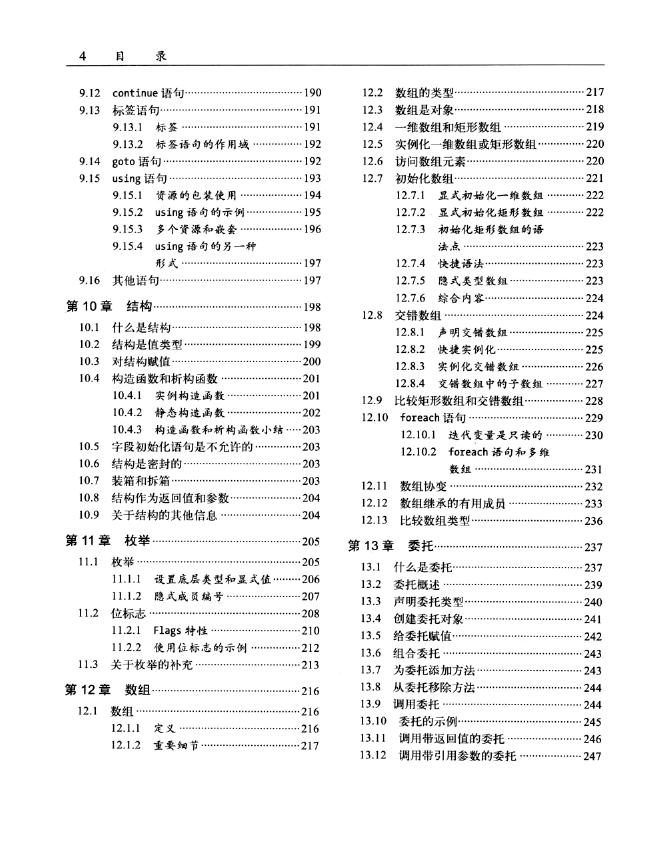 4 目 录
9.12 continue 语句……190
9.13 标签语句……191
9.13.1 标签……191
9.13.2 标签语句的作用域……192
9.14 goto 语句……192
9.15 using 语句……193
9.15.1 资源的包装使用……194
9.15.2 using 语句的示例……195
9.15.3 多个资源和嵌套……196
9.15.4 using 语句的另一种
形式……197
9.16 其他语句……197
第 10 章 结构……198
10.1 什么是结构……198
10.2 结构是值类型……199
10.3 对结构赋值……200
10.4 构造函数和析构函数……201
10.4.1 实例构造函数……201
10.4.2 静态构造函数……202
10.4.3 构造函数和析构函数小结……203
10.5 字段初始化语句是不允许的……203
10.6 结构是密封的……203
10.7 装箱和拆箱……203
10.8 结构作为返回值和参数……204
10.9 关于结构的其他信息……204
第 11 章 枚举……205
11.1 枚举……205
11.1.1 设置底层类型和显式值……206
11.1.2 隐式成员编号……207
11.2 位标志……208
11.2.1 Flags 特性……210
11.2.2 使用位标志的示例……212
11.3 关于枚举的补充……213
第 12 章 数组……216
12.1 数组……216
12.1.1 定义……216
12.1.2 重要细节……217
12.2 数组的类型……217
12.3 数组是对象……218
12.4 一维数组和矩形数组……219
12.5 实例化一维数组或矩形数组……220
12.6 访问数组元素……220
12.7 初始化数组……221
12.7.1 显式初始化一维数组……222
12.7.2 显式初始化矩形数组……222
12.7.3 初始化矩形数组的语
法点……223
12.7.4 快捷语法……223
12.7.5 隐式类型数组……223
12.7.6 综合内容……224
12.8 交错数组……224
12.8.1 声明交错数组……225
12.8.2 快捷实例化……225
12.8.3 实例化交错数组……226
12.8.4 交错数组中的子数组……227
12.9 比较矩形数组和交错数组……228
12.10 foreach 语句……229
12.10.1 迭代变量是只读的……230
12.10.2 foreach 语句和多维
数组……231
12.11 数组协变……232
12.12 数组继承的有用成员……233
12.13 比较数组类型……236
第 13 章 委托……237
13.1 什么是委托……237
13.2 委托概述……239
13.3 声明委托类型……240
13.4 创建委托对象……241
13.5 给委托赋值……242
13.6 组合委托……243
13.7 为委托添加方法……243
13.8 从委托移除方法……244
13.9 调用委托……244
13.10 委托的示例……245
13.11 调用带返回值的委托……246
13.12 调用带引用参数的委托……247